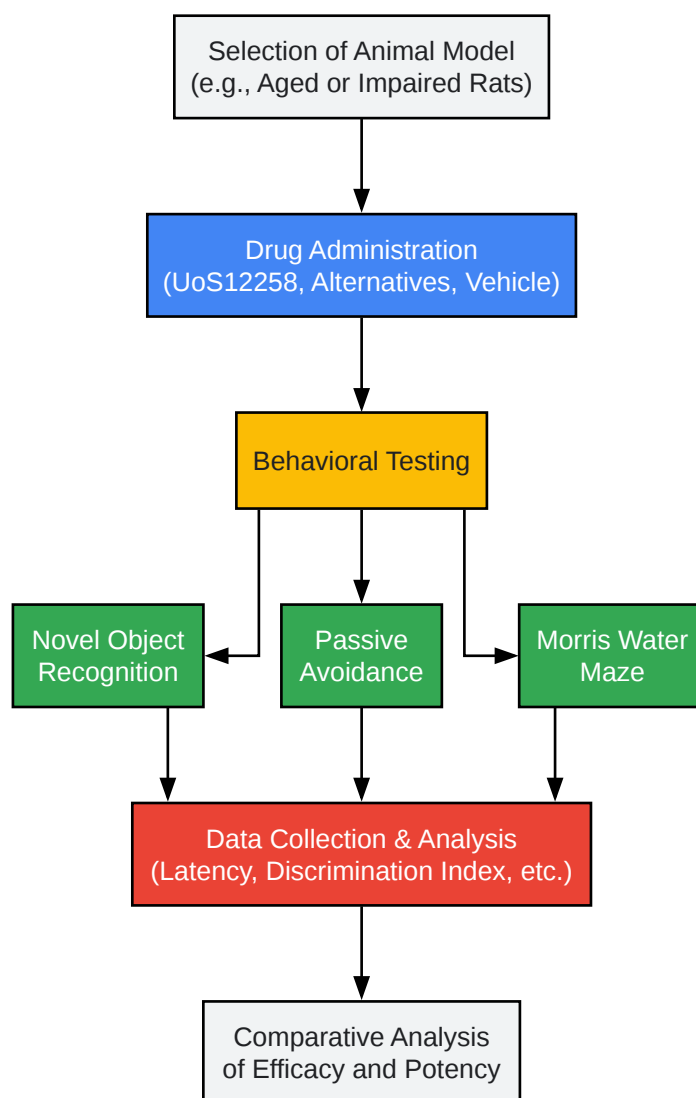 Selection of Animal Model
(e.g., Aged or Impaired Rats)
Drug Administration
(UoS12258, Alternatives, Vehicle)
Behavioral Testing
Novel Object
Recognition
Passive
Avoidance
Morris Water
Maze
Data Collection & Analysis
(Latency, Discrimination Index, etc.)
Comparative Analysis
of Efficacy and Potency